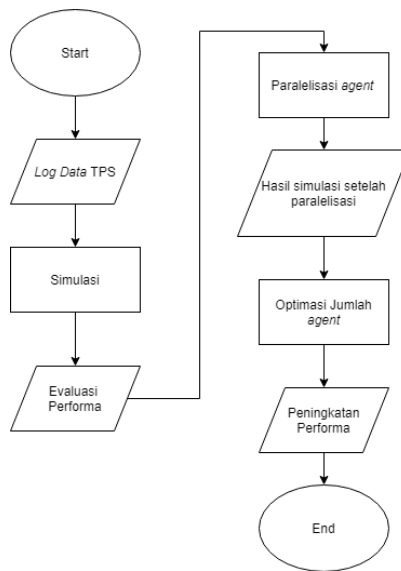 Start
Log Data TPS
Simulasi
Evaluasi
Performa
Paralelisasi agent
Hasil simulasi setelah
paralelisasi
Optimasi Jumlah
agent
Peningkatan
Performa
End